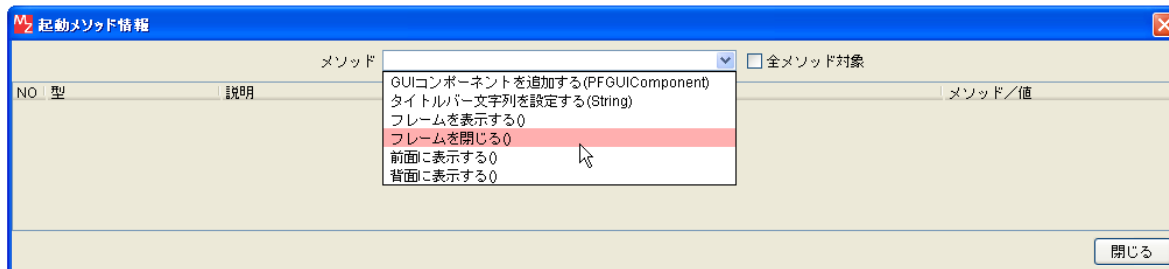 MZ 起動メソッド情報
メソッド 全メソッド対象
GUIコンポーネントを追加する(PFGUIComponent)
タイトルバー文字列を設定する(String)
フレームを表示する()
フレームを閉じる()
前面に表示する()
背面に表示する()
NO 型 説明 メソッド／値
閉じる